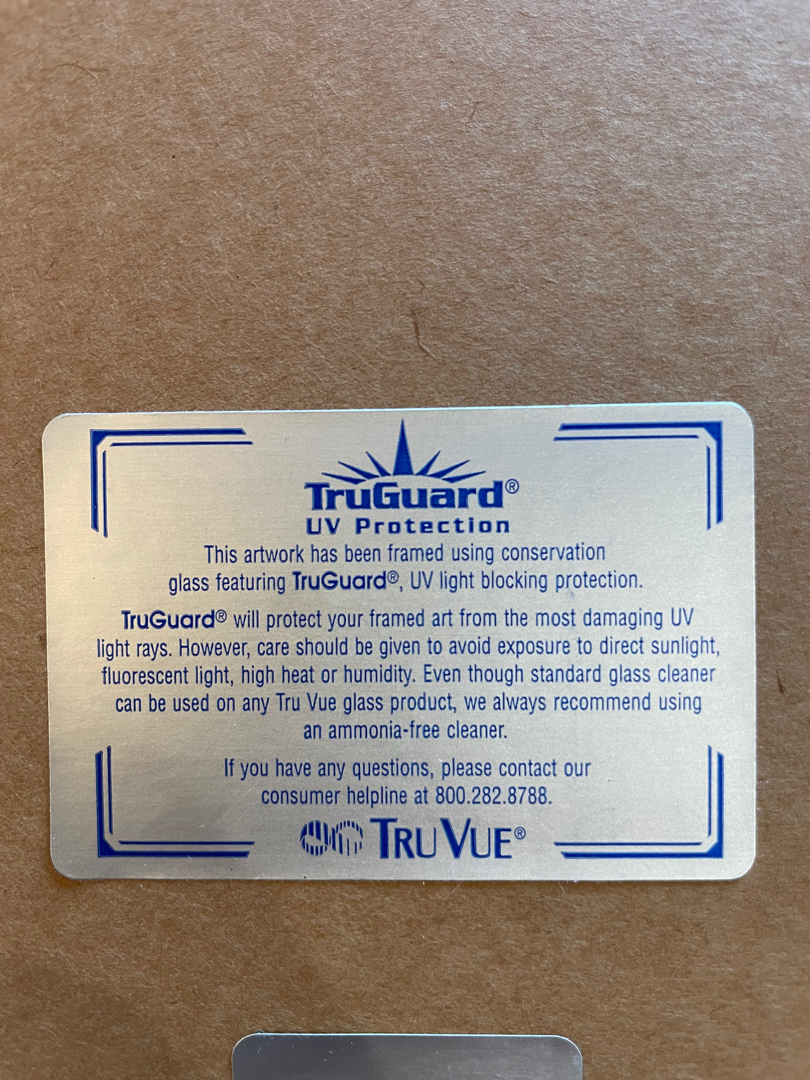 TruGuard®
UV Protection
This artwork has been framed using conservation
glass featuring TruGuard®, UV light blocking protection.
TruGuard® will protect your framed art from the most damaging UV
light rays. However, care should be given to avoid exposure to direct sunlight,
fluorescent light, high heat or humidity. Even though standard glass cleaner
can be used on any Tru Vue glass product, we always recommend using
an ammonia-free cleaner.
If you have any questions, please contact our
consumer helpline at 800.282.8788.
TRU VUE®